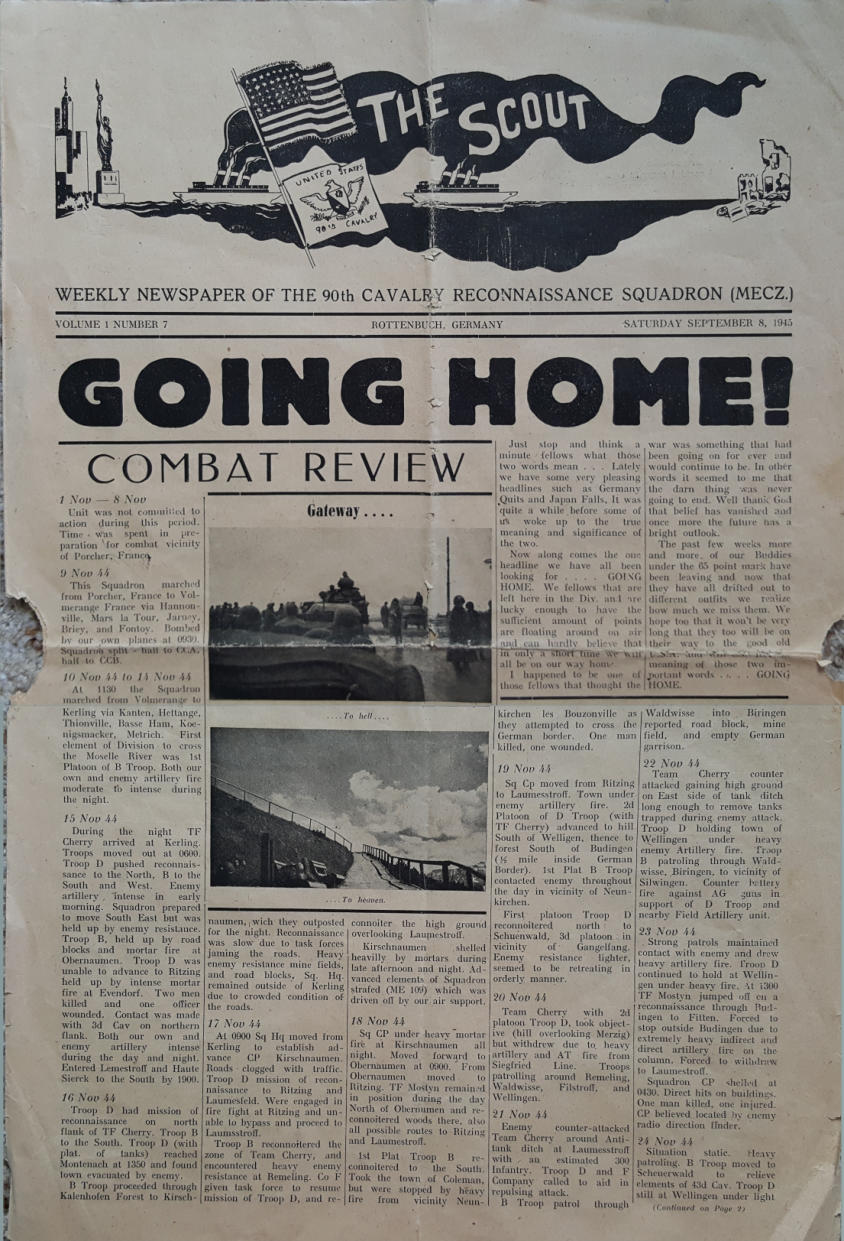 THE SCOUT
UNITED STATES
90TH CAVALRY
WEEKLY NEWSPAPER OF THE 90th CAVALRY RECONNAISSANCE SQUADRON (MECZ.)
VOLUME 1 NUMBER 7
ROTTENBUCH, GERMANY
SATURDAY SEPTEMBER 8, 1945
GOING HOME!
COMBAT REVIEW
1 Nov — 8 Nov
Unit was not committed to
action during this period.
Time was spent in pre-
paration for combat vicinity
of Porcher, France.
9 Nov 44
This Squadron marched
from Porcher, France to Vol-
merange France via Hannon-
ville, Mars la Tour, Jarney,
Briey, and Fontoy. Bombed
by our own planes at 0930.
Squadron split - half to CCA,
half to CCB.
10 Nov 44 to 14 Nov 44
At 1130 the Squadron
marched from Volmerange to
Kerling via Kanten, Hettange,
Thionville, Basse Ham, Koe-
nigsmacker, Metrich. First
element of Division to cross
the Moselle River was 1st
Platoon of B Troop. Both our
own and enemy artillery fire
moderate to intense during
the night.
15 Nov 44
During the night TF
Cherry arrived at Kerling.
Troops moved out at 0600.
Troop D pushed reconnais-
sance to the North, B to the
South and West. Enemy
artillery intense in early
morning. Squadron prepared
to move South East but was
held up by enemy resistance.
Troop B, held up by road
blocks and mortar fire at
Obernaumen. Troop D was
unable to advance to Ritzing
held up by intense mortar
fire at Evendorf. Two men
killed and one officer
wounded. Contact was made
with 3d Cav on northern
flank. Both our own and
enemy artillery intense
during the day and night.
Entered Lemestroff and Haute
Sierck to the South by 1900.
16 Nov 44
Troop D had mission of
reconnaissance on north
flank of TF Cherry. Troop B
to the South. Troop D (with
plat. of tanks) reached
Montenach at 1350 and found
town evacuated by enemy.
B Troop proceeded through
Kalenhofen Forest to Kirsch-
Gateway . . . .
. . . . To hell . . . .
. . . . To heaven.
naumen, wich they outposted
for the night. Reconnaissance
was slow due to task forces
jaming the roads. Heavy
enemy resistance mine fields,
and road blocks, Sq. Hq.
remained outside of Kerling
due to crowded condition of
the roads.
17 Nov 44
At 0900 Sq Hq moved from
Kerling to establish ad-
vance CP Kirschnaumen.
Roads clogged with traffic.
Troop D mission of recon-
naissance to Ritzing and
Laumesfeld. Were engaged in
fire fight at Ritzing and un-
able to bypass and proceed to
Laumsstroff.
Troop B reconnoitered the
zone of Team Cherry, and
encountered heavy enemy
resistance at Remeling. Co F
given task force to resume
mission of Troop D, and re-
connoiter the high ground
overlooking Laumestroff.
Kirschnaumen shelled
heavily by mortars during
late afternoon and night. Ad-
vanced elements of Squadron
strafed (ME 109) which was
driven off by our air support.
18 Nov 44
Sq CP under heavy mortar
fire at Kirschnaumen all
night. Moved forward to
Obernaumen at 0900. From
Obernaumen moved to
Ritzing. TF Mostyn remained
in position during the day
North of Obernaumen and re-
connoitered woods there, also
all possible routes to Ritzing
and Laumestroff.
1st Plat Troop B re-
connoitered to the South.
Took the town of Coleman,
but were stopped by heavy
fire from vicinity Neun-
Just stop and think a
minute fellows what those
two words mean . . . Lately
we have some very pleasing
headlines such as Germany
Quits and Japan Falls, It was
quite a while before some of
us woke up to the true
meaning and significance of
the two.
Now along comes the one
headline we have all been
looking for . . . . GOING
HOME. We fellows that are
left here in the Div. and are
lucky enough to have the
sufficient amount of points
are floating around on air
and can hardly believe that
in only a short time we will
all be on our way home.
I happened to be one of
those fellows that thought the
war was something that had
been going on for ever and
would continue to be. In other
words it seemed to me that
the darn thing was never
going to end. Well thank God
that belief has vanished and
once more the future has a
bright outlook.
The past few weeks more
and more of our Buddies
under the 65 point mark have
been leaving and now that
they have all drifted out to
different outfits we realize
how much we miss them. We
hope too that it won't be very
long that they too will be on
their way to the good old
U.S.A. and
meaning of those two im-
portant words . . . . GOING
HOME.
kirchen les Bouzonville as
they attempted to cross the
German border. One man
killed, one wounded.
19 Nov 44
Sq Cp moved from Ritzing
to Laumestroff. Town under
enemy artillery fire. 2d
Platoon of D Troop (with
TF Cherry) advanced to hill
South of Welligen, thence to
forest South of Budingen
(½ mile inside German
Border). 1st Plat B Troop
contacted enemy throughout
the day in vicinity of Neun-
kirchen.
First platoon Troop D
reconnoitered north to
Schuenwald, 3d platoon in
vicinity of Gangelfang.
Enemy resistance lighter,
seemed to be retreating in
orderly manner.
20 Nov 44
Team Cherry with 2d
platoon Troop D, took object-
ive (hill overlooking Merzig)
but withdrew due to heavy
artillery and AT fire from
Siegfried Line. Troops
patrolling around Remeling,
Waldwisse, Filstroff, and
Wellingen.
21 Nov 44
Enemy counter-attacked
Team Cherry around Anti-
tank ditch at Laumesstroff
with an estimated 300
Infantry. Troop D and F
Company called to aid in
repulsing attack.
B Troop patrol through
Waldwisse into Biringen
reported road block, mine
field, and empty German
garrison.
22 Nov 44
Team Cherry counter
attacked gaining high ground
on East side of tank ditch
long enough to remove tanks
trapped during enemy attack.
Troop D holding town of
Wellingen under heavy
enemy Artillery fire. Troop
B patroling through Wald-
wisse, Biringen, to vicinity of
Silwingen. Counter battery
fire against AG guns in
support of D Troop and
nearby Field Artillery unit.
23 Nov 44
Strong patrols maintained
contact with enemy and drew
heavy artillery fire. Troop D
continued to hold at Wellin-
gen under heavy fire. At 1300
TF Mostyn jumped off on a
reconnaissance through Bud-
ingen to Fitten. Forced to
stop outside Budingen due to
extremely heavy indirect and
direct artillery fire on the
column. Forced to withdraw
to Laumestroff.
Squadron CP shelled at
0430. Direct hits on buildings.
One man killed, one injured.
CP believed located by enemy
radio direction finder.
24 Nov 44
Situation static. Heavy
patroling. B Troop moved to
Scheuerwald to relieve
elements of 43d Cav. Troop D
still at Wellingen under light
(Continued on Page 2)